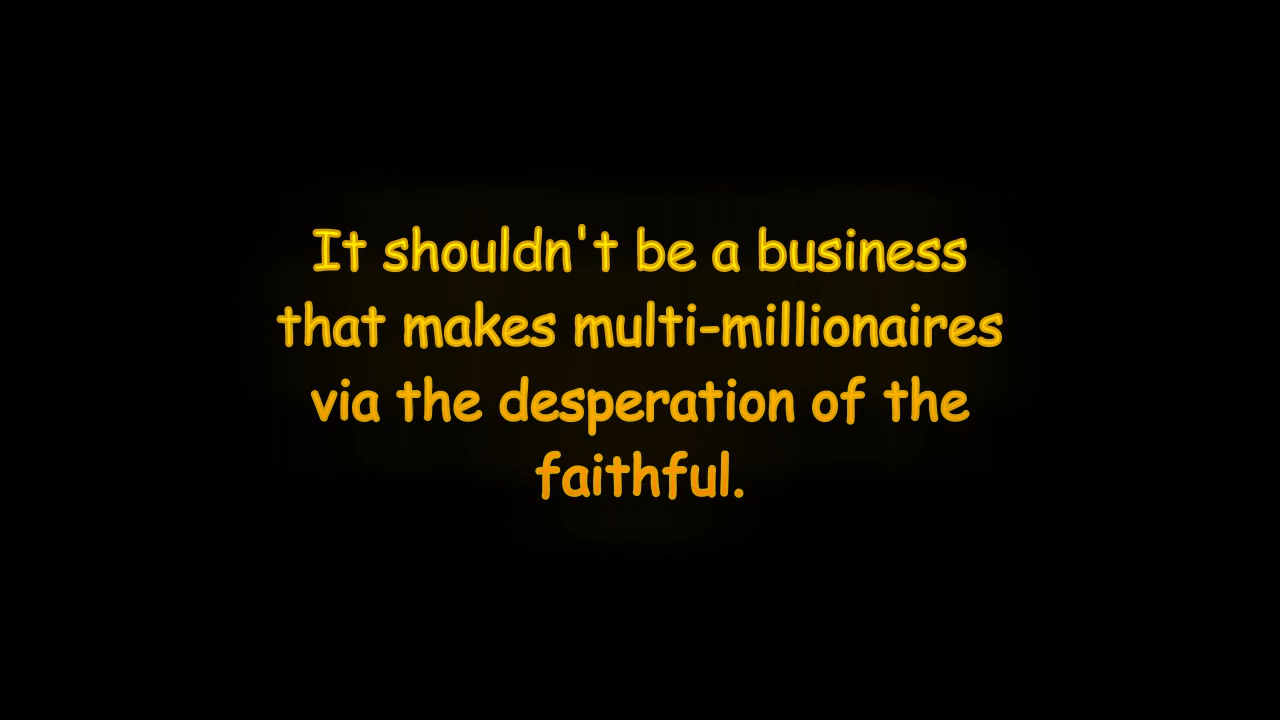 It shouldn't be a business
that makes multi-millionaires
via the desperation of the
faithful.